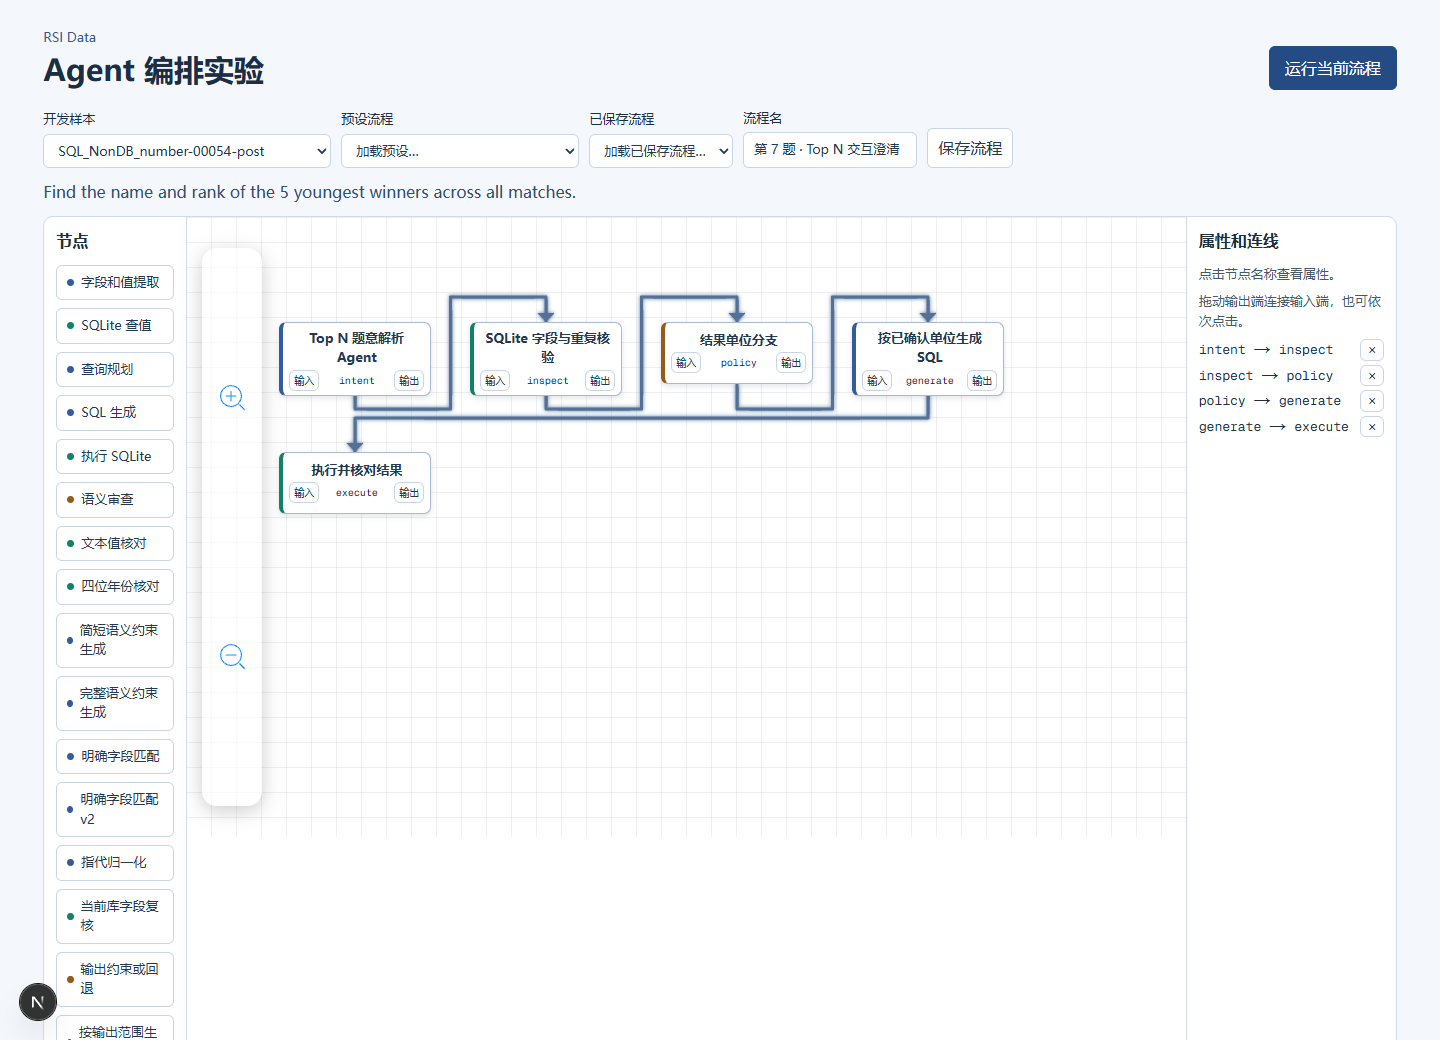 RSI Data
Agent 编排实验
运行当前流程
开发样本
预设流程
已保存流程
流程名
SQL_NonDB_number-00054-post
加载预设...
加载已保存流程...
第 7 题 · Top N 交互澄清
保存流程
Find the name and rank of the 5 youngest winners across all matches.
节点
字段和值提取
SQLite 查值
查询规划
SQL 生成
执行 SQLite
语义审查
文本值核对
四位年份核对
简短语义约束
生成
完整语义约束
生成
明确字段匹配
明确字段匹配
v2
指代归一化
当前库字段复
核
输出约束或回
退
按输出范围生
Top N 题意解析
Agent
输入
intent
输出
SQLite 字段与重复核
验
输入
inspect
输出
结果单位分支
输入
policy
输出
按已确认单位生成
SQL
输入
generate
输出
执行并核对结果
输入
execute
输出
属性和连线
点击节点名称查看属性。
拖动输出端连接输入端，也可依
次点击。
intent → inspect ×
inspect → policy ×
policy → generate ×
generate → execute ×
N